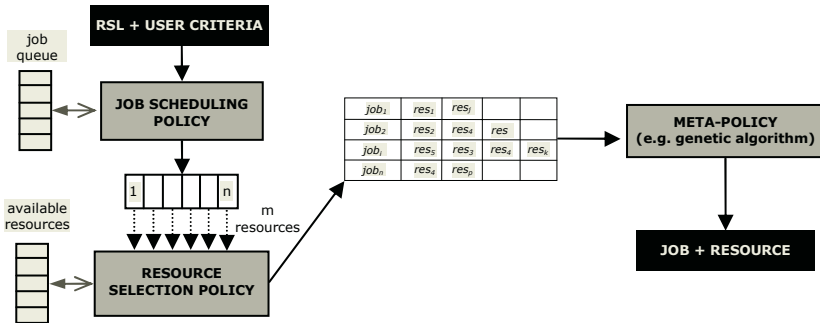 RSL + USER CRITERIA
job
queue
JOB SCHEDULING
POLICY
1 n
available
resources
m
resources
RESOURCE
SELECTION POLICY
job₁ res₁ resⱼ
job₂ res₂ res₄ res
jobᵢ res₅ res₃ res₄ resₖ
jobₙ res₄ resₚ
META-POLICY
(e.g. genetic algorithm)
JOB + RESOURCE